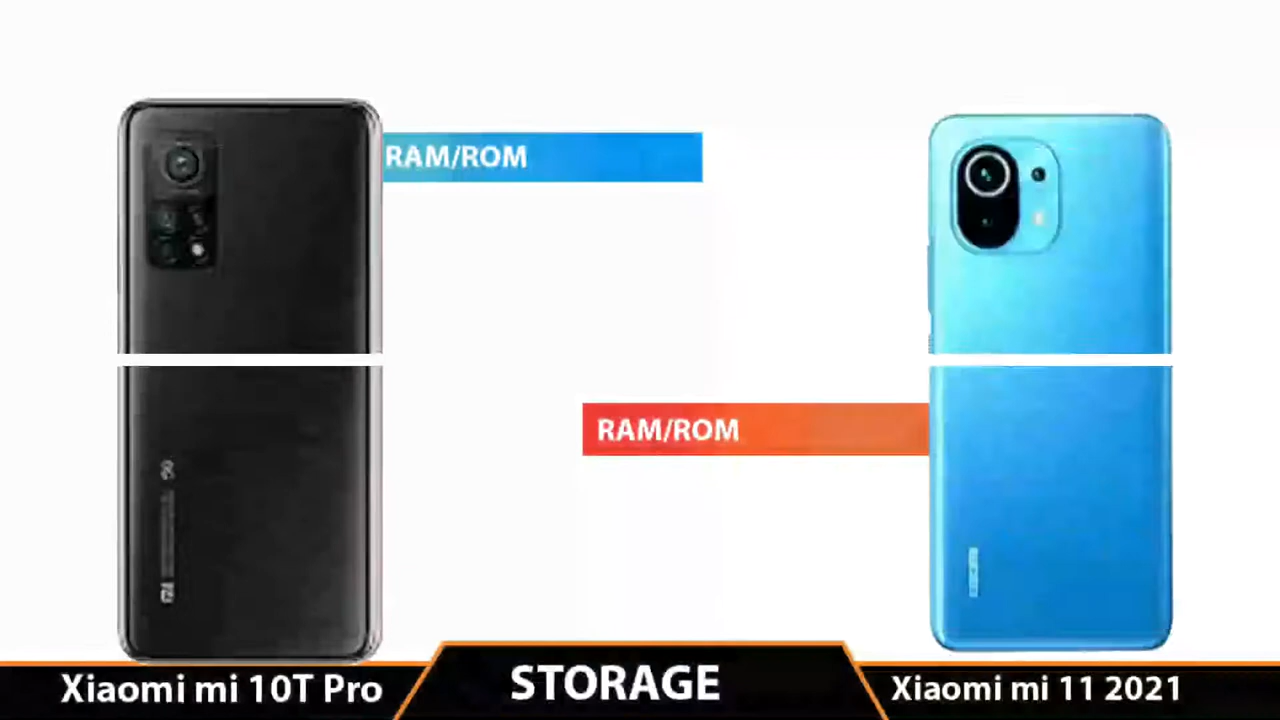 RAM/ROM
RAM/ROM
Xiaomi mi 10T Pro
STORAGE
Xiaomi mi 11 2021